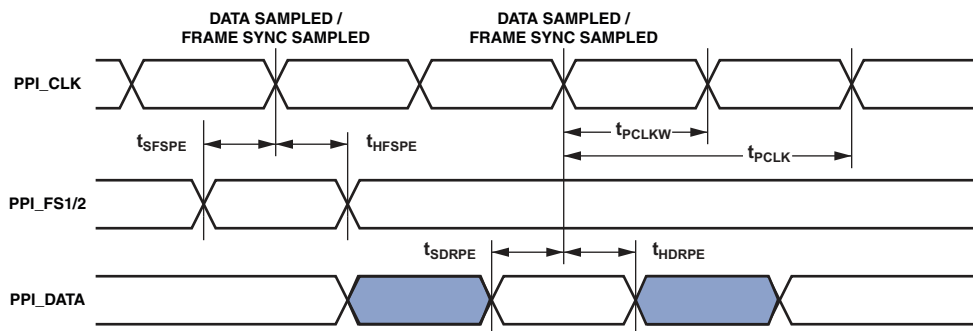 DATA SAMPLED /
FRAME SYNC SAMPLED
DATA SAMPLED /
FRAME SYNC SAMPLED
PPI_CLK
tSFSPE
tHFSPE
tPCLKW
tPCLK
PPI_FS1/2
tSDRPE
tHDRPE
PPI_DATA